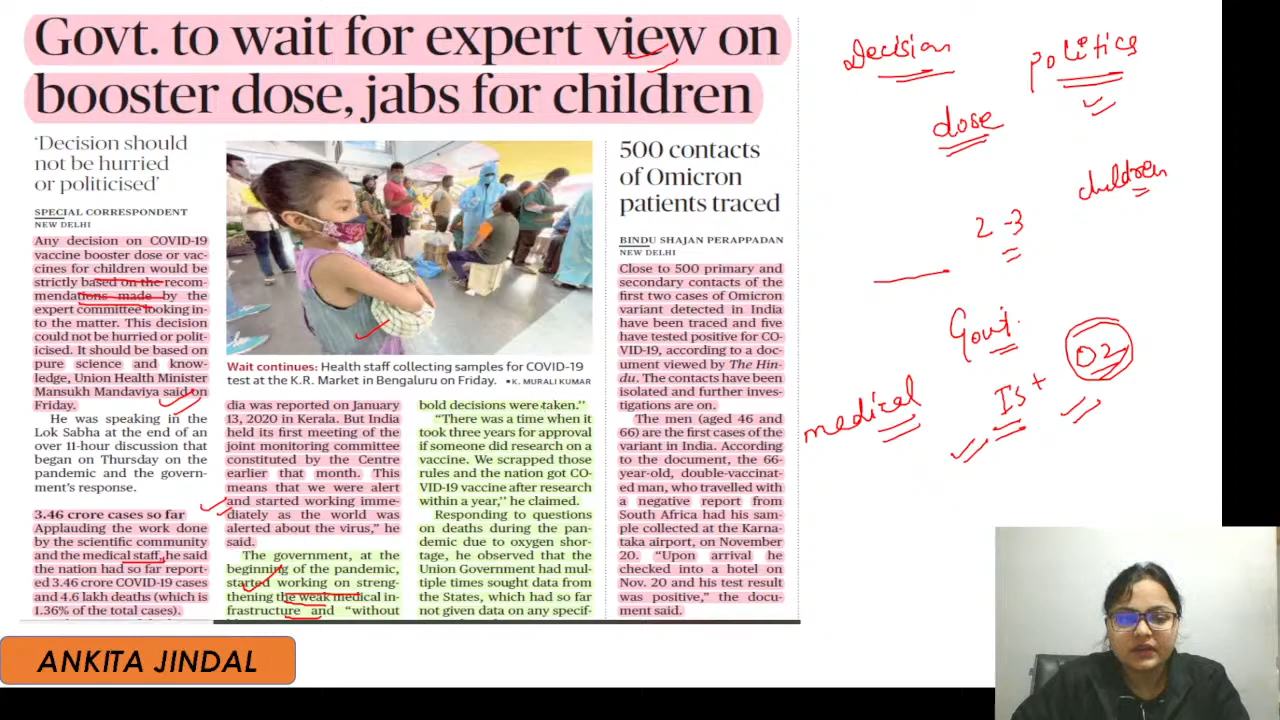 Govt. to wait for expert view on
booster dose, jabs for children
'Decision should
not be hurried
or politicised'
SPECIAL CORRESPONDENT
NEW DELHI
Any decision on COVID-19
vaccine booster dose or vac-
cines for children would be
strictly based on the recom-
mendations made by the
expert committee looking in-
to the matter. This decision
could not be hurried or polit-
icised. It should be based on
pure science and know-
ledge, Union Health Minister
Mansukh Mandaviya said on
Friday.
He was speaking in the
Lok Sabha at the end of an
over 11-hour discussion that
began on Thursday on the
pandemic and the govern-
ment's response.
3.46 crore cases so far
Applauding the work done
by the scientific community
and the medical staff, he said
the nation had so far report-
ed 3.46 crore COVID-19 cases
and 4.6 lakh deaths (which is
1.36% of the total cases).
Wait continues: Health staff collecting samples for COVID-19
test at the K.R. Market in Bengaluru on Friday. • K. MURALI KUMAR
dia was reported on January
13, 2020 in Kerala. But India
held its first meeting of the
joint monitoring committee
constituted by the Centre
earlier that month. This
means that we were alert
and started working imme-
diately as the world was
alerted about the virus," he
said.
The government, at the
beginning of the pandemic,
started working on streng-
thening the weak medical in-
frastructure and "without
bold decisions were taken."
"There was a time when it
took three years for approval
if someone did research on
a vaccine. We scrapped those
rules and the nation got CO-
VID-19 vaccine after research
within a year,'' he claimed.
Responding to questions
on deaths during the pan-
demic due to oxygen shor-
tage, he observed that the
Union Government had mul-
tiple times sought data from
the States, which had so far
not given data on any specif-
500 contacts
of Omicron
patients traced
BINDU SHAJAN PERAPPADAN
NEW DELHI
Close to 500 primary and
secondary contacts of the
first two cases of Omicron
variant detected in India
have been traced and five
have tested positive for CO-
VID-19, according to a doc-
ument viewed by The Hin-
du. The contacts have been
isolated and further inves-
tigations are on.
The men (aged 46 and
66) are the first cases of the
variant in India. According
to the document, the 66-
year-old, double-vaccinat-
ed man, who travelled with
a negative report from
South Africa had his sam-
ple collected at the Karna-
taka airport, on November
20. "Upon arrival he
checked into a hotel on
Nov. 20 and his test result
was positive," the docu-
ment said.
Decision
politics
dose
children
2-3
Govt.
O2
Is +
medical
ANKITA JINDAL